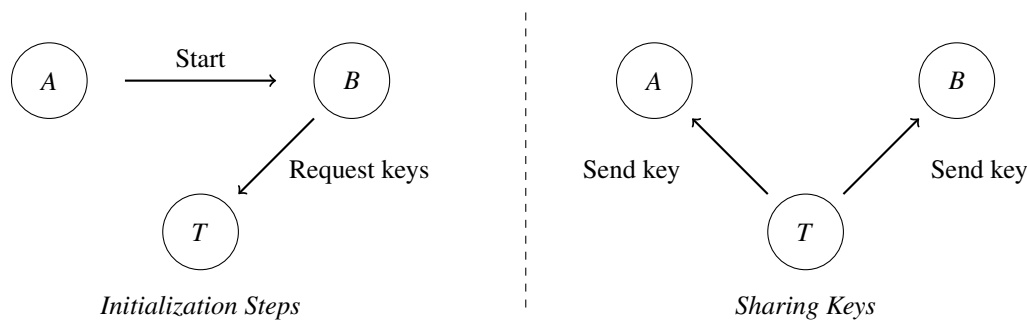 Start
A
B
Request keys
T
Initialization Steps
A
B
Send key
Send key
T
Sharing Keys